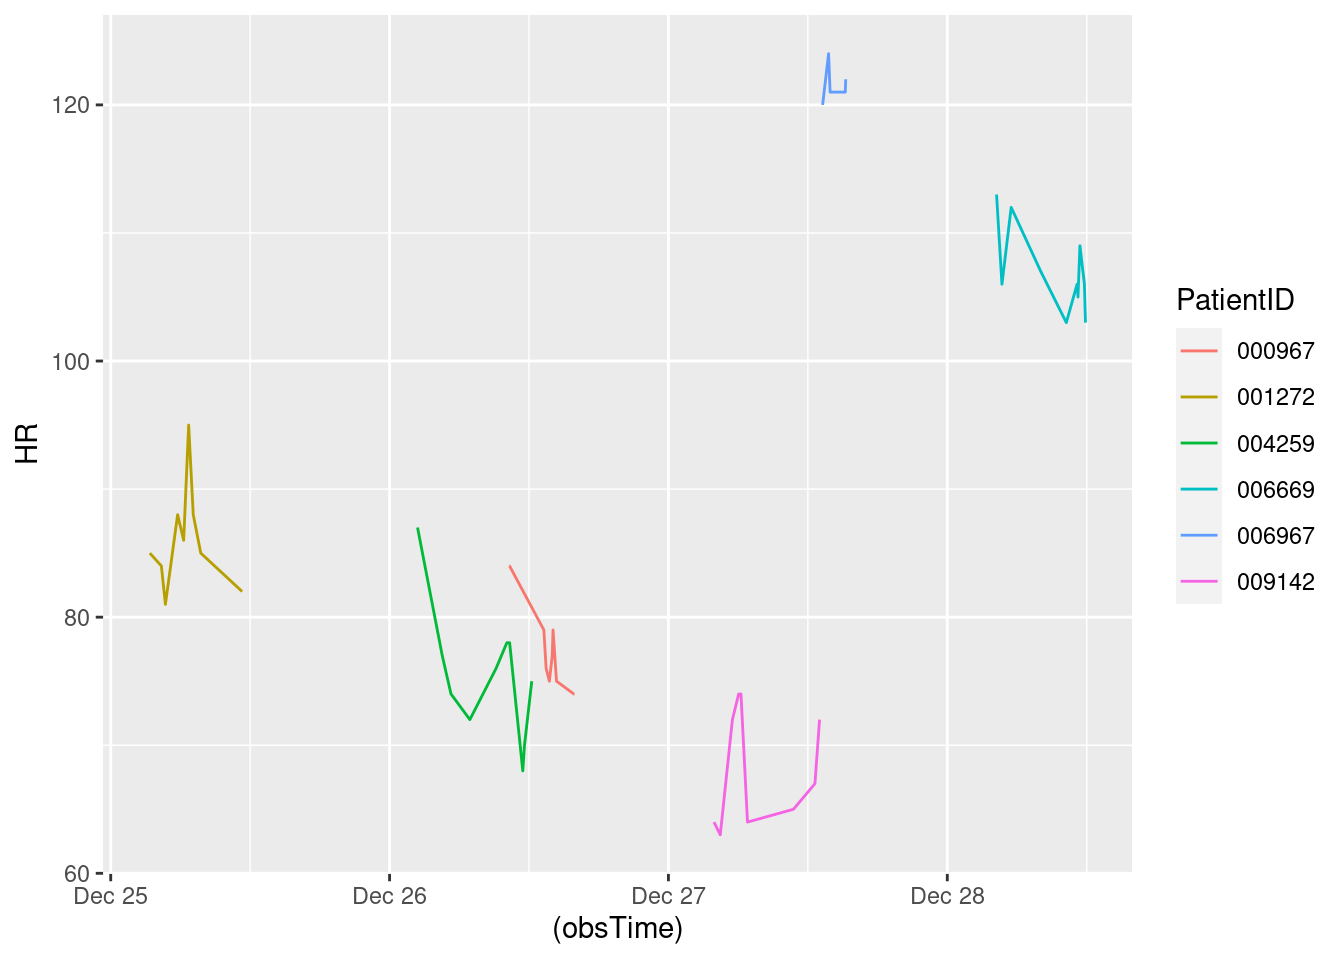 120
100
80
60
HR
Dec 25
Dec 26
Dec 27
Dec 28
(obsTime)
PatientID
000967
001272
004259
006669
006967
009142